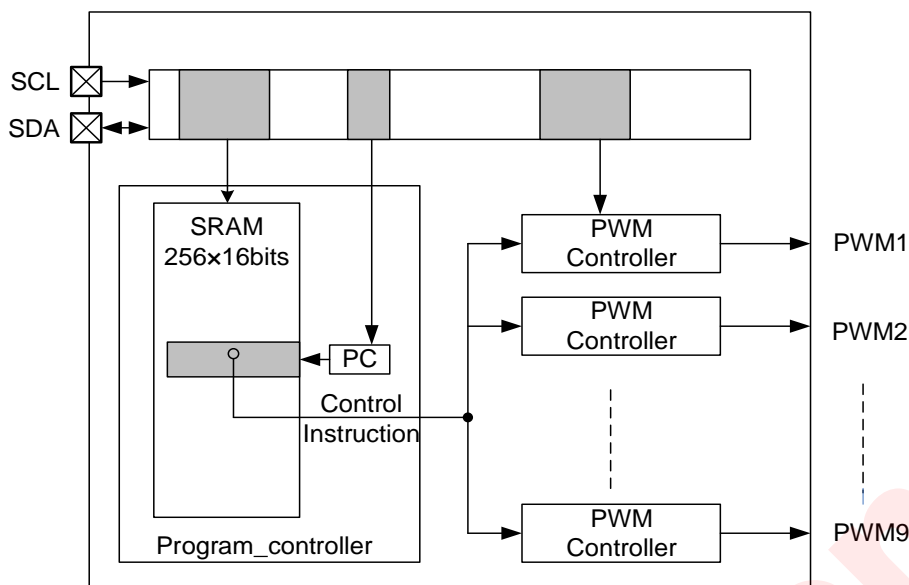 SCL
SDA
SRAM
256×16bits
PC
Control
Instruction
Program_controller
PWM
Controller
PWM
Controller
PWM
Controller
PWM1
PWM2
PWM9